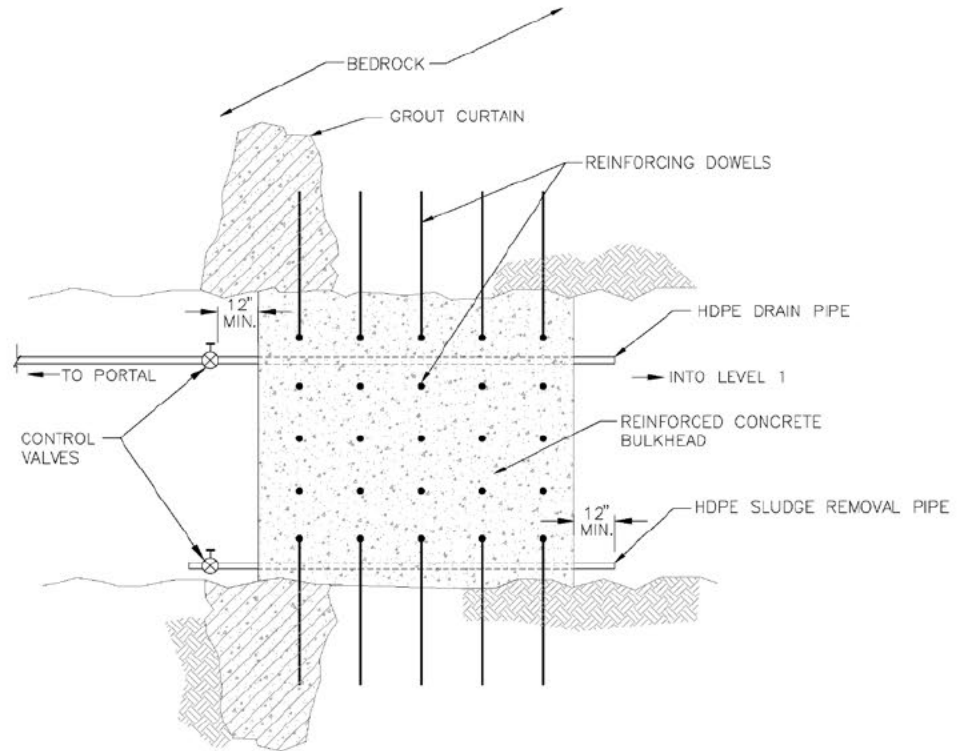 BEDROCK
GROUT CURTAIN
REINFORCING DOWELS
12"
MIN.
HDPE DRAIN PIPE
TO PORTAL
INTO LEVEL 1
CONTROL
VALVES
REINFORCED CONCRETE
BULKHEAD
12"
MIN.
HDPE SLUDGE REMOVAL PIPE